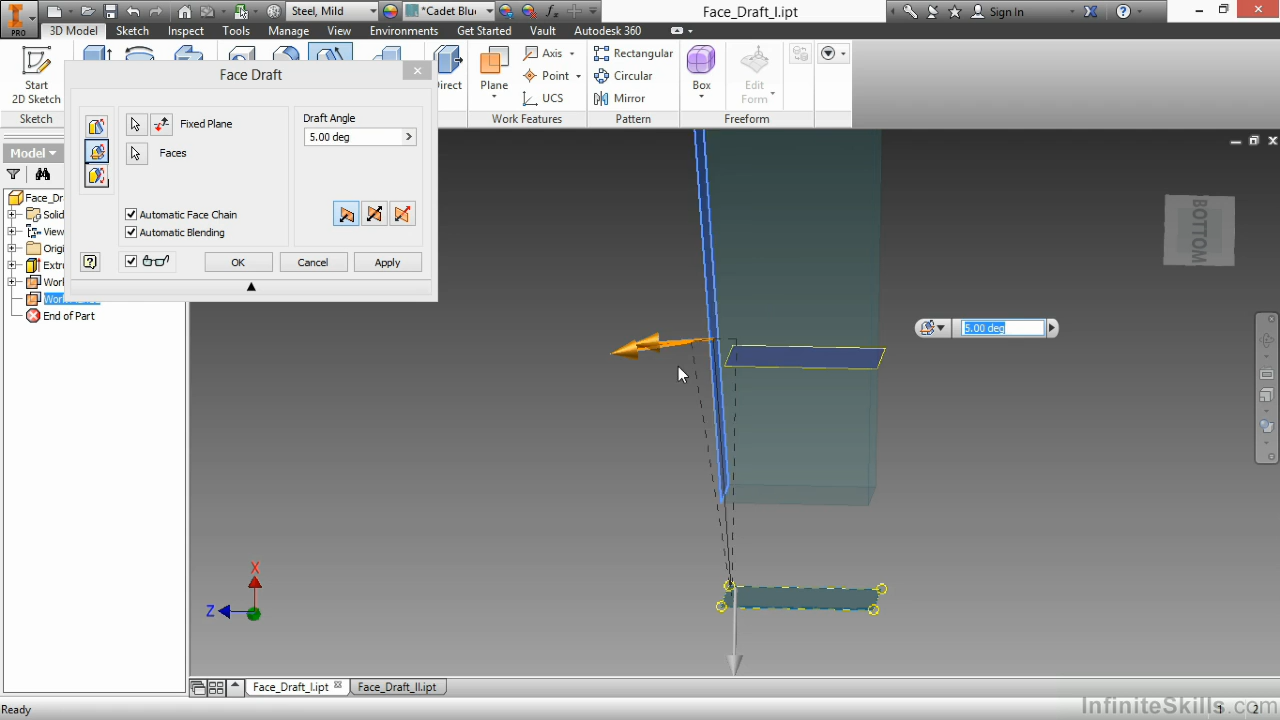 Steel, Mild
*Cadet Blue
Face_Draft_I.ipt
Sign In
PRO
3D Model
Sketch
Inspect
Tools
Manage
View
Environments
Get Started
Vault
Autodesk 360
Start
2D Sketch
Sketch
Direct
Plane
Axis
Point
UCS
Work Features
Rectangular
Circular
Mirror
Pattern
Box
Edit
Form
Freeform
Face Draft
Fixed Plane
Faces
Draft Angle
5.00 deg
Automatic Face Chain
Automatic Blending
OK
Cancel
Apply
Model
Face_Dr
Solid
View
Origi
Extru
Work
Work
End of Part
BOTTOM
5.00 deg
X
Z
Face_Draft_I.ipt
Face_Draft_II.ipt
Ready
1
2
InfiniteSkills.com